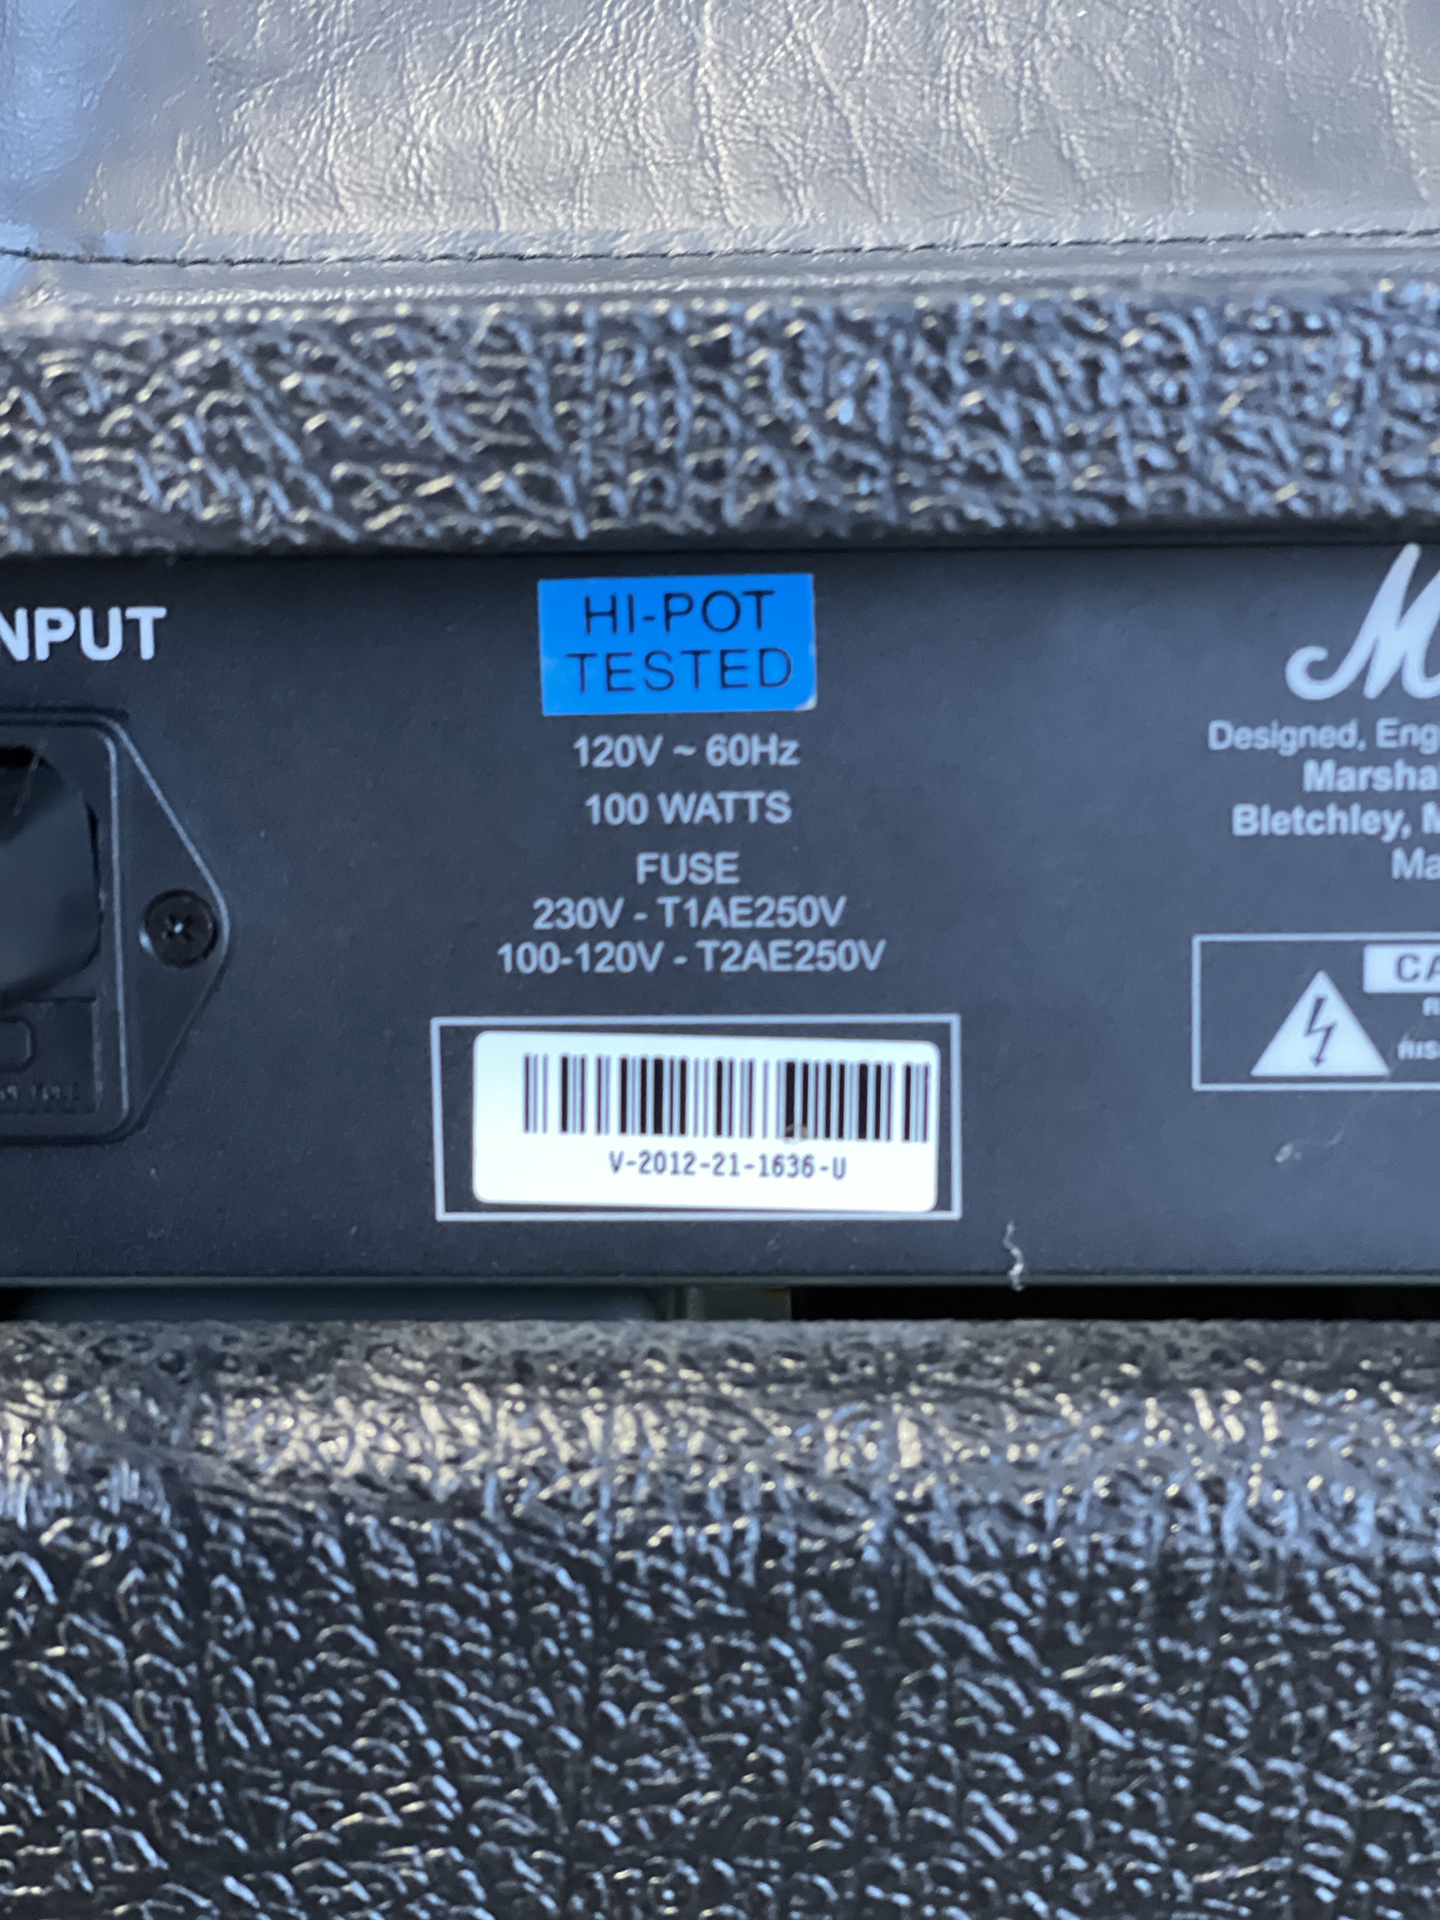 NPUT
HI-POT
TESTED
120V ~ 60Hz
100 WATTS
FUSE
230V - T1AE250V
100-120V - T2AE250V
V-2012-21-1636-U
M
Designed, Eng
Marsha
Bletchley, M
Ma
CA
R
RIS